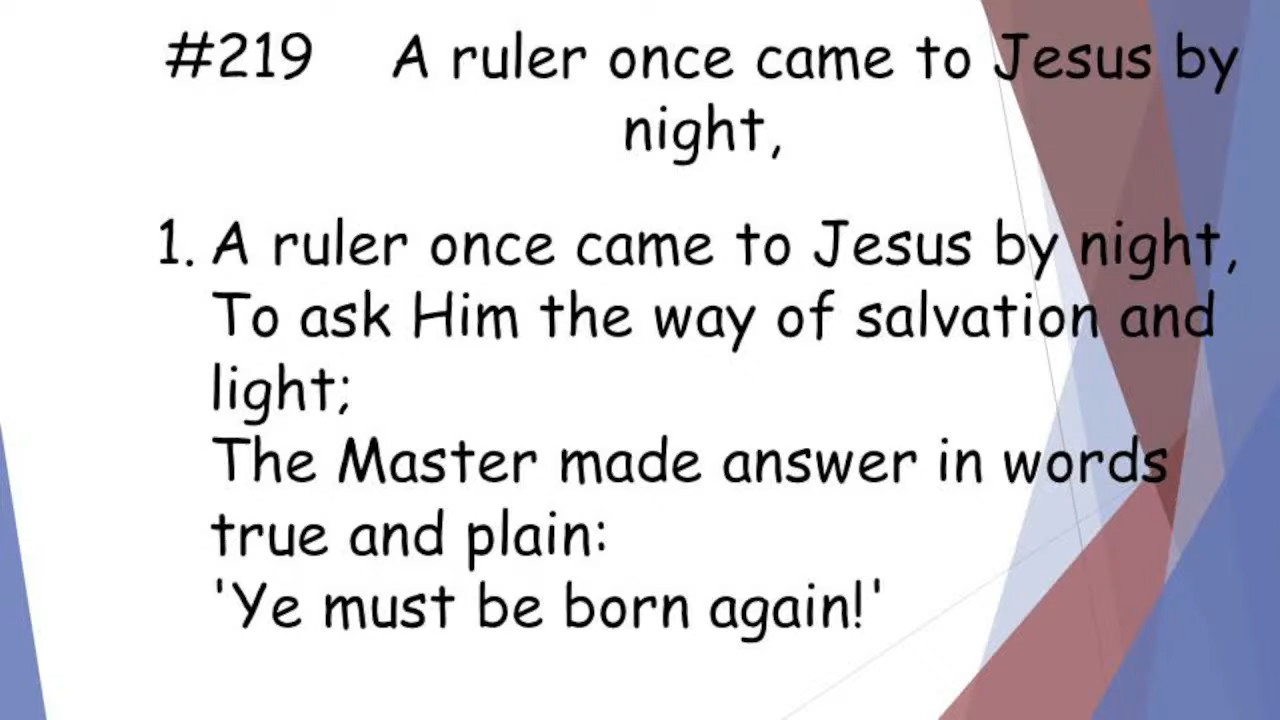 #219 A ruler once came to Jesus by
night,
1. A ruler once came to Jesus by night,
To ask Him the way of salvation and
light;
The Master made answer in words
true and plain:
'Ye must be born again!'